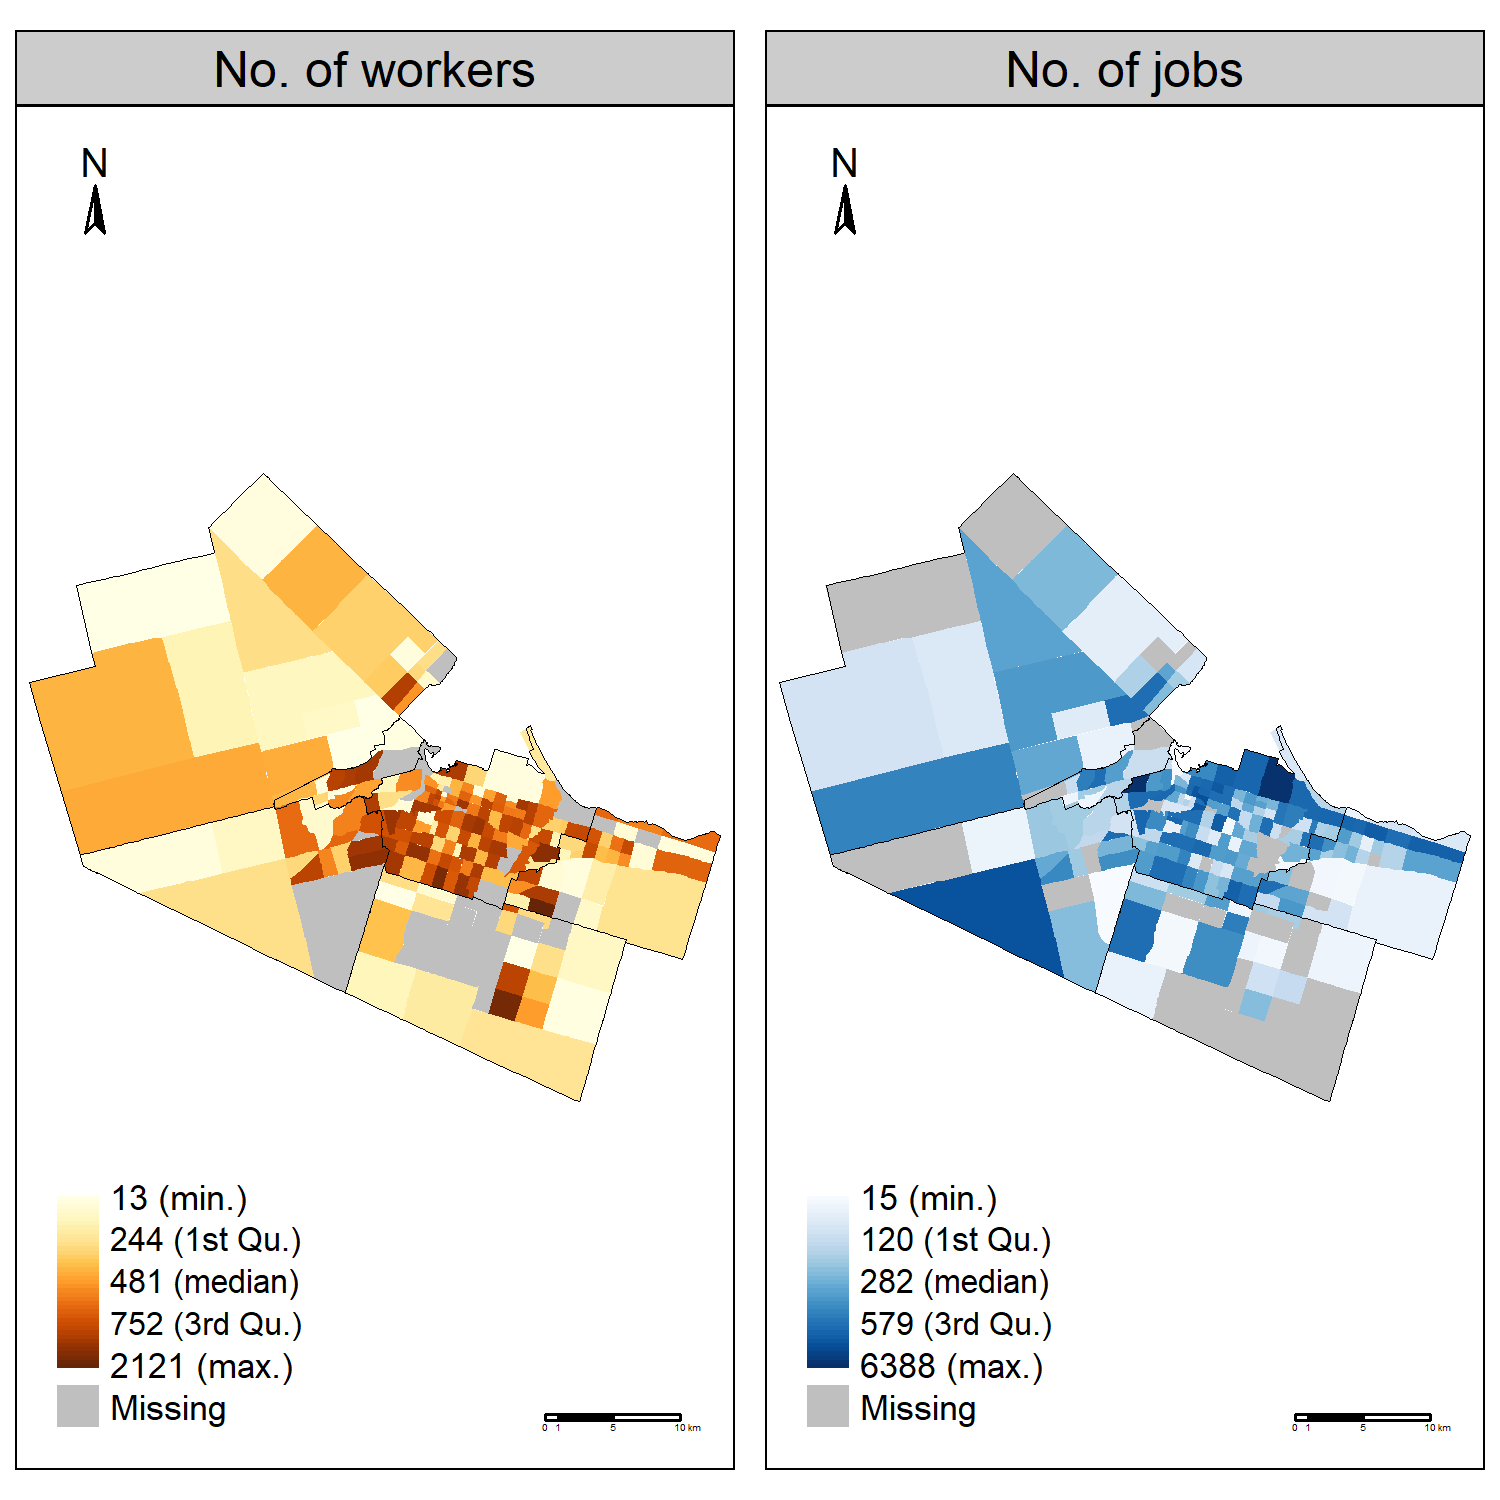 No. of workers
N
13 (min.)
244 (1st Qu.)
481 (median)
752 (3rd Qu.)
2121 (max.)
Missing
0 1 5 10 km
No. of jobs
N
15 (min.)
120 (1st Qu.)
282 (median)
579 (3rd Qu.)
6388 (max.)
Missing
0 1 5 10 km